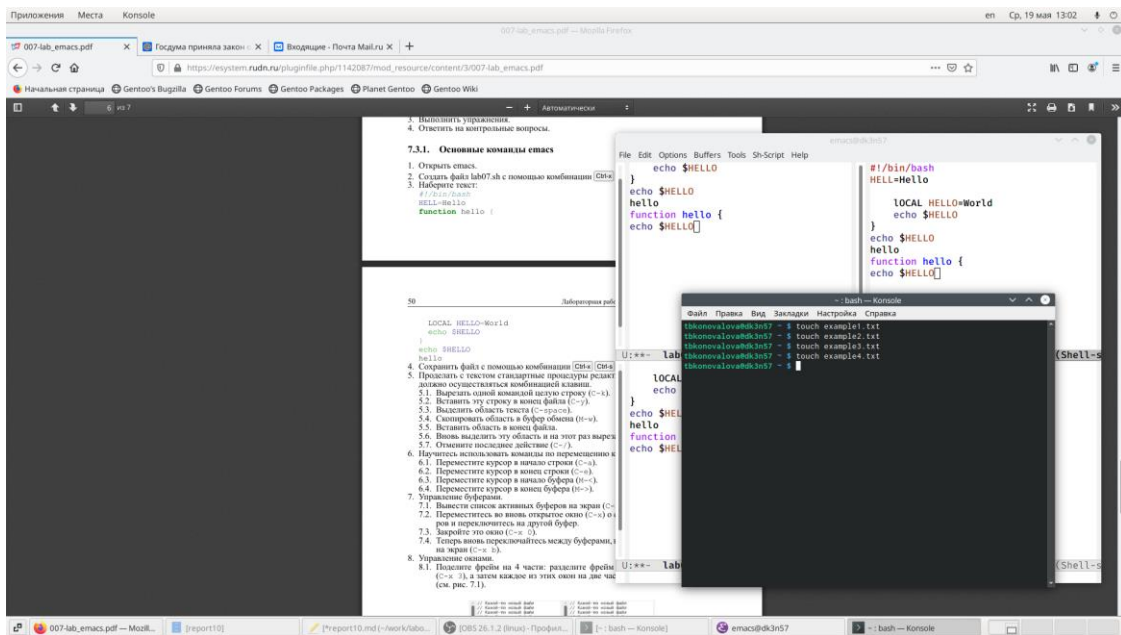 Приложения Места Konsole
en Ср, 19 мая 13:02
007-lab_emacs.pdf — Mozilla Firefox
007-lab_emacs.pdf
Госдума приняла закон
Входящие - Почта Mail.ru
https://esystem.rudn.ru/pluginfile.php/1142087/mod_resource/content/3/007-lab_emacs.pdf
Начальная страница Gentoo's Bugzilla Gentoo Forums Gentoo Packages Planet Gentoo Gentoo Wiki
6 из 7
Автоматически
3. Выполнить упражнения.
4. Ответить на контрольные вопросы.
7.3.1. Основные команды emacs
1. Открыть emacs.
2. Создать файл lab07.sh с помощью комбинации Ctrl-x
3. Наберите текст:
#!/bin/bash
HELL=Hello
function hello {
50 Лабораторная рабо
LOCAL HELLO=World
echo $HELLO
}
echo $HELLO
hello
4. Сохранить файл с помощью комбинации Ctrl-x Ctrl-s
5. Проделать с текстом стандартные процедуры редакт
должно осуществляться комбинацией клавиш.
5.1. Вырезать одной командой целую строку (C-k).
5.2. Вставить эту строку в конец файла (C-y).
5.3. Выделить область текста (C-space).
5.4. Скопировать область в буфер обмена (M-w).
5.5. Вставить область в конец файла.
5.6. Вновь выделить эту область и на этот раз выреза
5.7. Отмените последнее действие (C-/).
6. Научитесь использовать команды по перемещению к
6.1. Переместите курсор в начало строки (C-a).
6.2. Переместите курсор в конец строки (C-e).
6.3. Переместите курсор в начало буфера (M-<).
6.4. Переместите курсор в конец буфера (M->).
7. Управление буферами.
7.1. Вывести список активных буферов на экран (C-
7.2. Переместитесь во вновь открытое окно (C-x) o
ров и переключитесь на другой буфер.
7.3. Закройте это окно (C-x 0).
7.4. Теперь вновь переключайтесь между буферами,
на экран (C-x b).
8. Управление окнами.
8.1. Поделите фрейм на 4 части: разделите фрейм
(C-x 3), а затем каждое из этих окон на две час
(см. рис. 7.1).
emacs@dk3n57
File Edit Options Buffers Tools Sh-Script Help
echo $HELLO
}
echo $HELLO
hello
function hello {
echo $HELLO
#!/bin/bash
HELL=Hello
lOCAL HELLO=World
echo $HELLO
}
echo $HELLO
hello
function hello {
echo $HELLO
U:**- lab
(Shell-s
lOCAL
echo
}
echo $HEL
hello
function
echo $HEL
U:**- lab
(Shell-s
~ : bash — Konsole
Файл Правка Вид Закладки Настройка Справка
tbkonovalova@dk3n57 ~ $ touch example1.txt
tbkonovalova@dk3n57 ~ $ touch example2.txt
tbkonovalova@dk3n57 ~ $ touch example3.txt
tbkonovalova@dk3n57 ~ $ touch example4.txt
tbkonovalova@dk3n57 ~ $
007-lab_emacs.pdf — Mozill...
[report10]
[*report10.md (~/work/labo...
[OBS 26.1.2 (linux) - Профил...
[~ : bash — Konsole]
emacs@dk3n57
~ : bash — Konsole